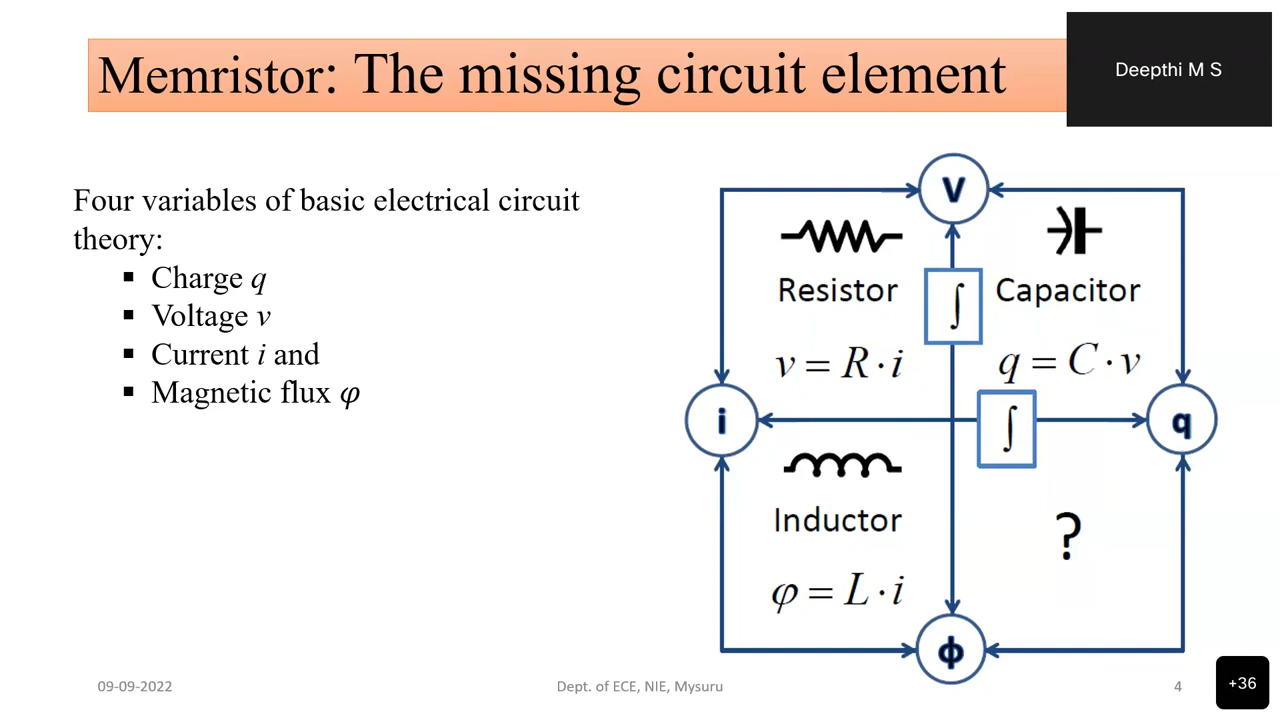 Memristor: The missing circuit element
Deepthi M S
Four variables of basic electrical circuit
theory:
▪ Charge q
▪ Voltage v
▪ Current i and
▪ Magnetic flux φ
V
Resistor
∫
Capacitor
v = R · i
q = C · v
i
∫
q
Inductor
?
φ = L · i
ϕ
09-09-2022
Dept. of ECE, NIE, Mysuru
4
+36